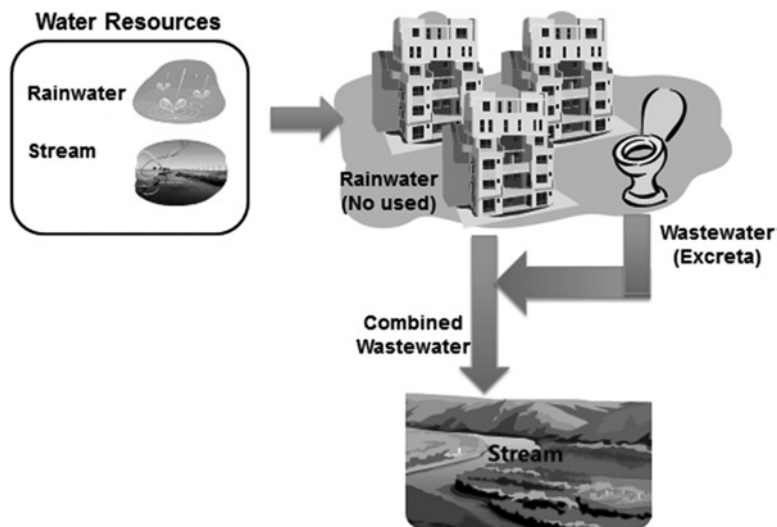 Water Resources
Rainwater
Stream
Rainwater
(No used)
Wastewater
(Excreta)
Combined
Wastewater
Stream